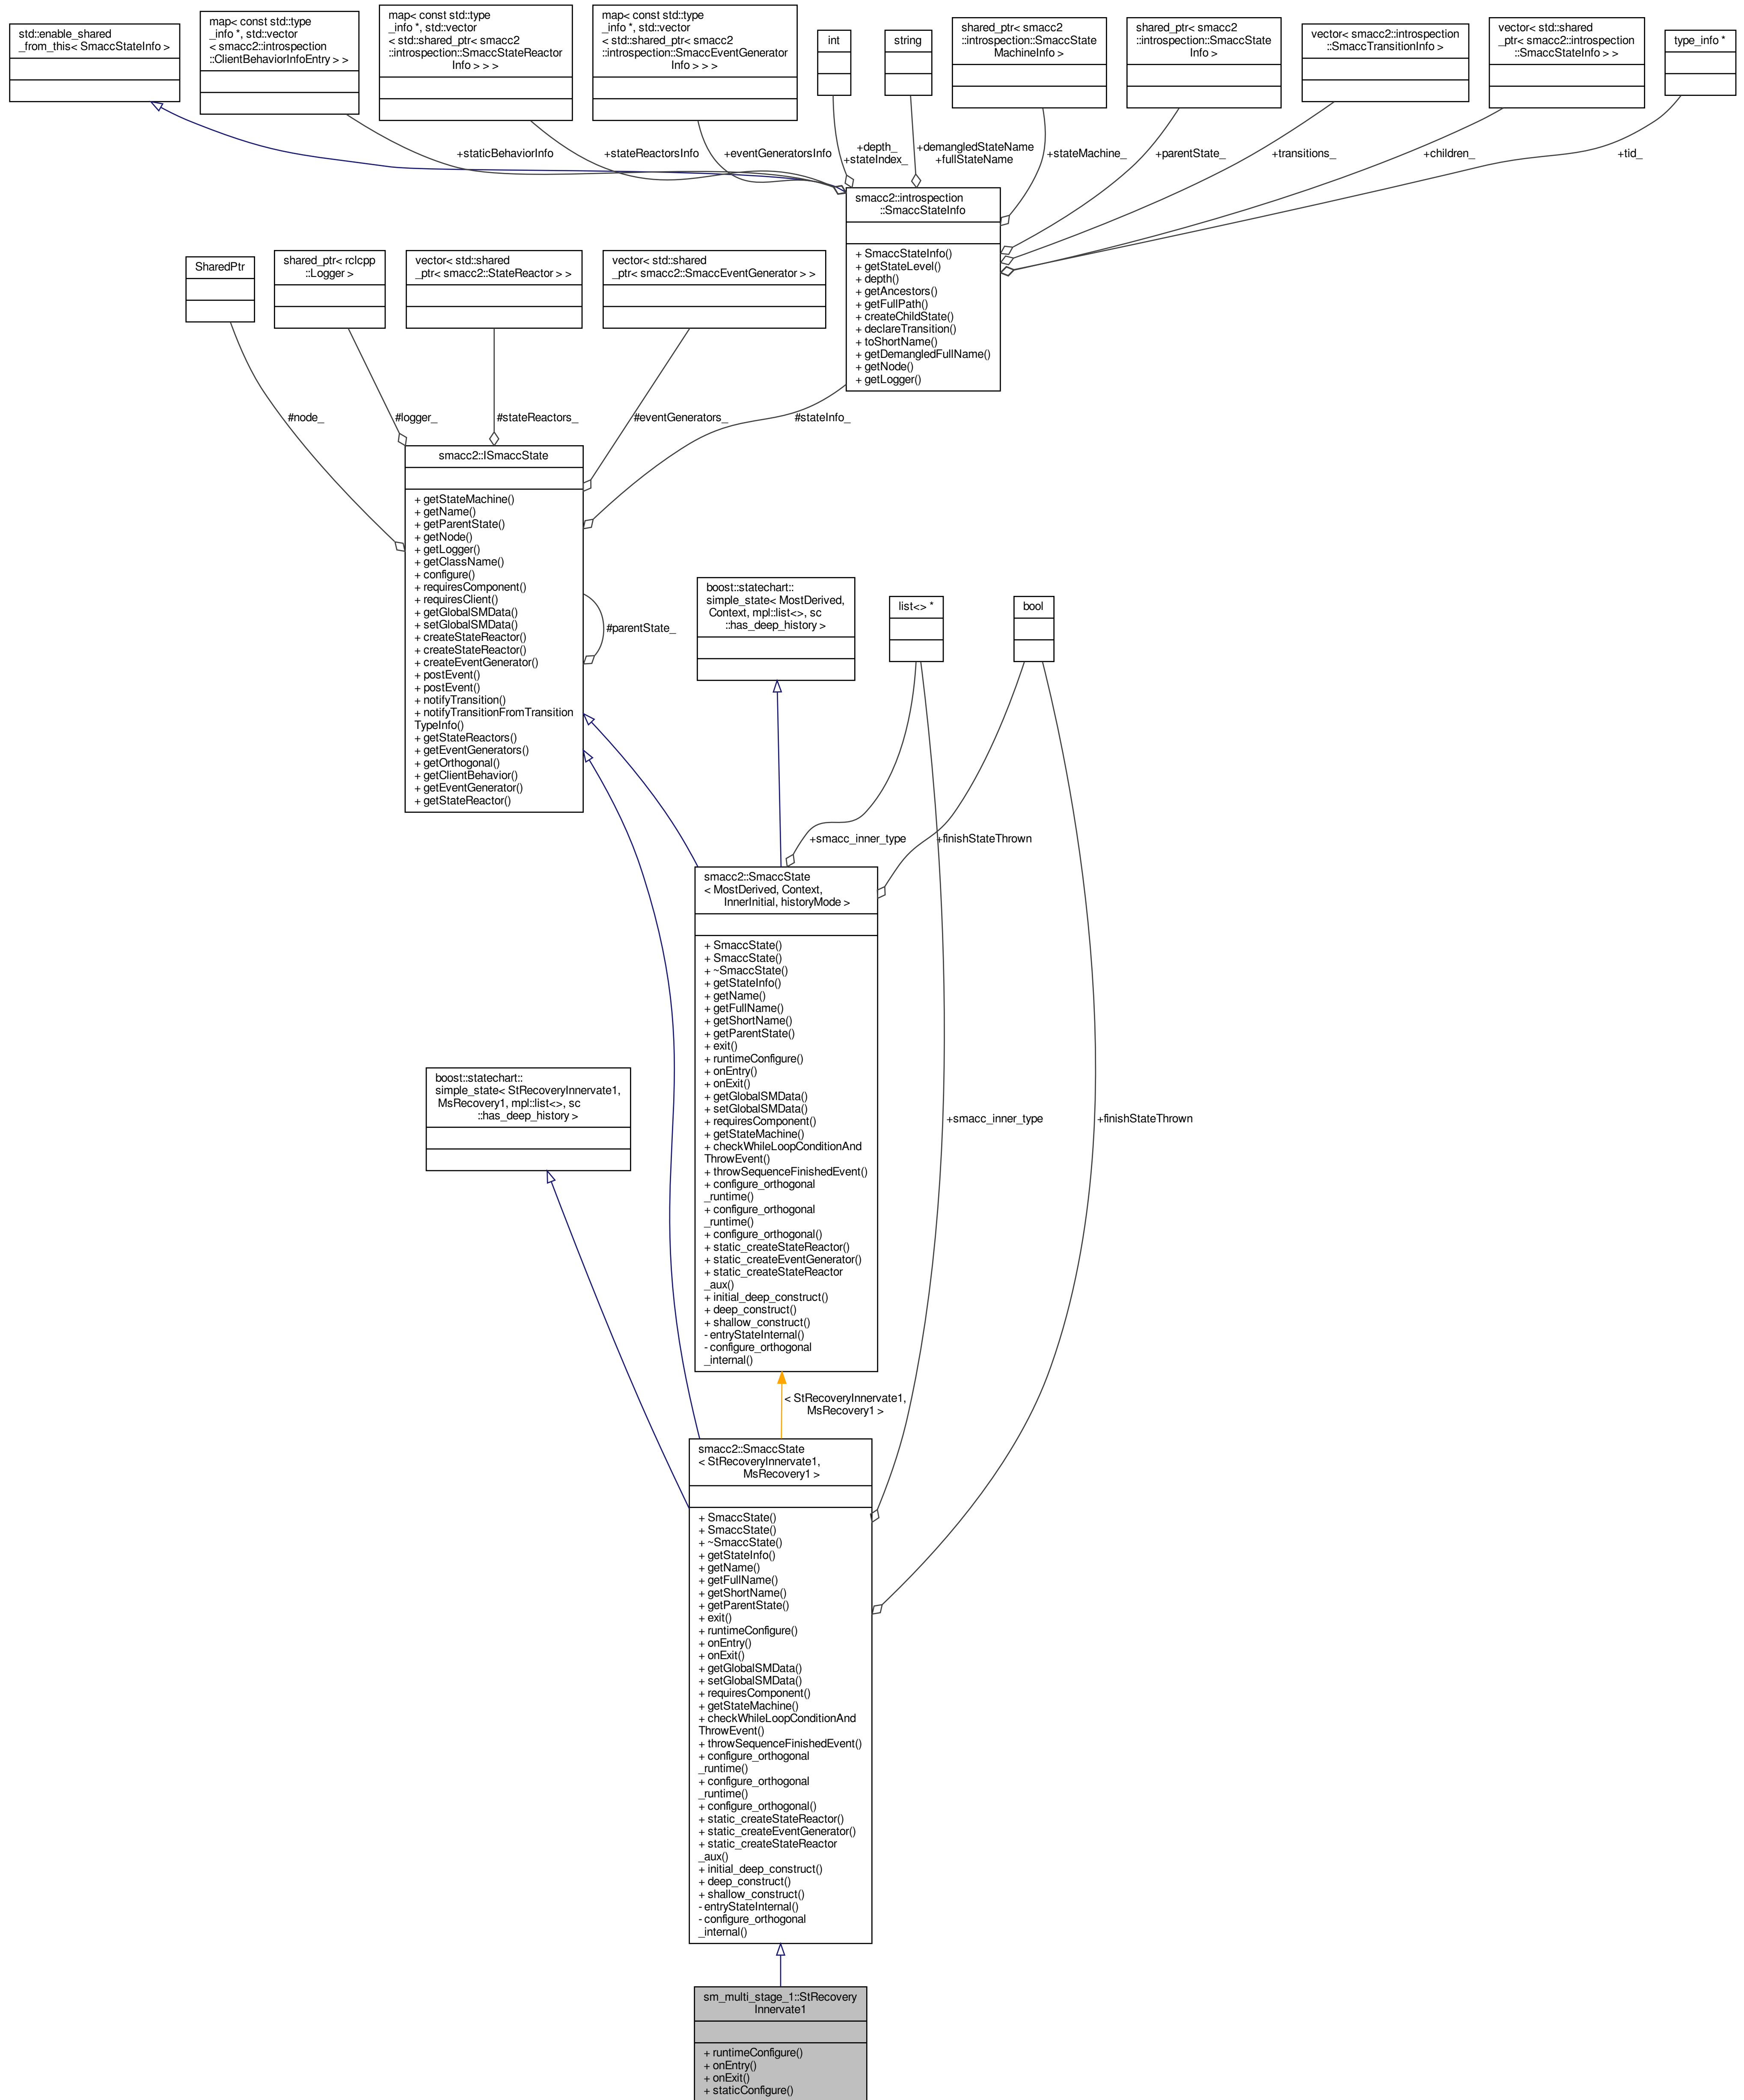 std::enable_shared
_from_this< SmaccStateInfo >
map< const std::type
_info *, std::vector
< smacc2::introspection
::ClientBehaviorInfoEntry > >
map< const std::type
_info *, std::vector
< std::shared_ptr< smacc2
::introspection::SmaccStateReactor
Info > > >
map< const std::type
_info *, std::vector
< std::shared_ptr< smacc2
::introspection::SmaccEventGenerator
Info > > >
int
string
shared_ptr< smacc2
::introspection::SmaccState
MachineInfo >
shared_ptr< smacc2
::introspection::SmaccState
Info >
vector< smacc2::introspection
::SmaccTransitionInfo >
vector< std::shared
_ptr< smacc2::introspection
::SmaccStateInfo > >
type_info *
+staticBehaviorInfo
+stateReactorsInfo
+eventGeneratorsInfo
+depth_
+stateIndex_
+demangledStateName
+fullStateName
+stateMachine_
+parentState_
+transitions_
+children_
+tid_
smacc2::introspection
::SmaccStateInfo
+ SmaccStateInfo()
+ getStateLevel()
+ depth()
+ getAncestors()
+ getFullPath()
+ createChildState()
+ declareTransition()
+ toShortName()
+ getDemangledFullName()
+ getNode()
+ getLogger()
SharedPtr
shared_ptr< rclcpp
::Logger >
vector< std::shared
_ptr< smacc2::StateReactor > >
vector< std::shared
_ptr< smacc2::SmaccEventGenerator > >
#node_
#logger_
#stateReactors_
#eventGenerators_
#stateInfo_
smacc2::ISmaccState
+ getStateMachine()
+ getName()
+ getParentState()
+ getNode()
+ getLogger()
+ getClassName()
+ configure()
+ requiresComponent()
+ requiresClient()
+ getGlobalSMData()
+ setGlobalSMData()
+ createStateReactor()
+ createStateReactor()
+ createEventGenerator()
+ postEvent()
+ postEvent()
+ notifyTransition()
+ notifyTransitionFromTransition
TypeInfo()
+ getStateReactors()
+ getEventGenerators()
+ getOrthogonal()
+ getClientBehavior()
+ getEventGenerator()
+ getStateReactor()
#parentState_
boost::statechart::
simple_state< MostDerived,
Context, mpl::list<>, sc
::has_deep_history >
list<> *
bool
+smacc_inner_type
+finishStateThrown
smacc2::SmaccState
< MostDerived, Context,
InnerInitial, historyMode >
+ SmaccState()
+ SmaccState()
+ ~SmaccState()
+ getStateInfo()
+ getName()
+ getFullName()
+ getShortName()
+ getParentState()
+ exit()
+ runtimeConfigure()
+ onEntry()
+ onExit()
+ getGlobalSMData()
+ setGlobalSMData()
+ requiresComponent()
+ getStateMachine()
+ checkWhileLoopConditionAnd
ThrowEvent()
+ throwSequenceFinishedEvent()
+ configure_orthogonal
_runtime()
+ configure_orthogonal
_runtime()
+ configure_orthogonal()
+ static_createStateReactor()
+ static_createEventGenerator()
+ static_createStateReactor
_aux()
+ initial_deep_construct()
+ deep_construct()
+ shallow_construct()
- entryStateInternal()
- configure_orthogonal
_internal()
boost::statechart::
simple_state< StRecoveryInnervate1,
MsRecovery1, mpl::list<>, sc
::has_deep_history >
+smacc_inner_type
+finishStateThrown
< StRecoveryInnervate1,
MsRecovery1 >
smacc2::SmaccState
< StRecoveryInnervate1,
MsRecovery1 >
+ SmaccState()
+ SmaccState()
+ ~SmaccState()
+ getStateInfo()
+ getName()
+ getFullName()
+ getShortName()
+ getParentState()
+ exit()
+ runtimeConfigure()
+ onEntry()
+ onExit()
+ getGlobalSMData()
+ setGlobalSMData()
+ requiresComponent()
+ getStateMachine()
+ checkWhileLoopConditionAnd
ThrowEvent()
+ throwSequenceFinishedEvent()
+ configure_orthogonal
_runtime()
+ configure_orthogonal
_runtime()
+ configure_orthogonal()
+ static_createStateReactor()
+ static_createEventGenerator()
+ static_createStateReactor
_aux()
+ initial_deep_construct()
+ deep_construct()
+ shallow_construct()
- entryStateInternal()
- configure_orthogonal
_internal()
sm_multi_stage_1::StRecovery
Innervate1
+ runtimeConfigure()
+ onEntry()
+ onExit()
+ staticConfigure()